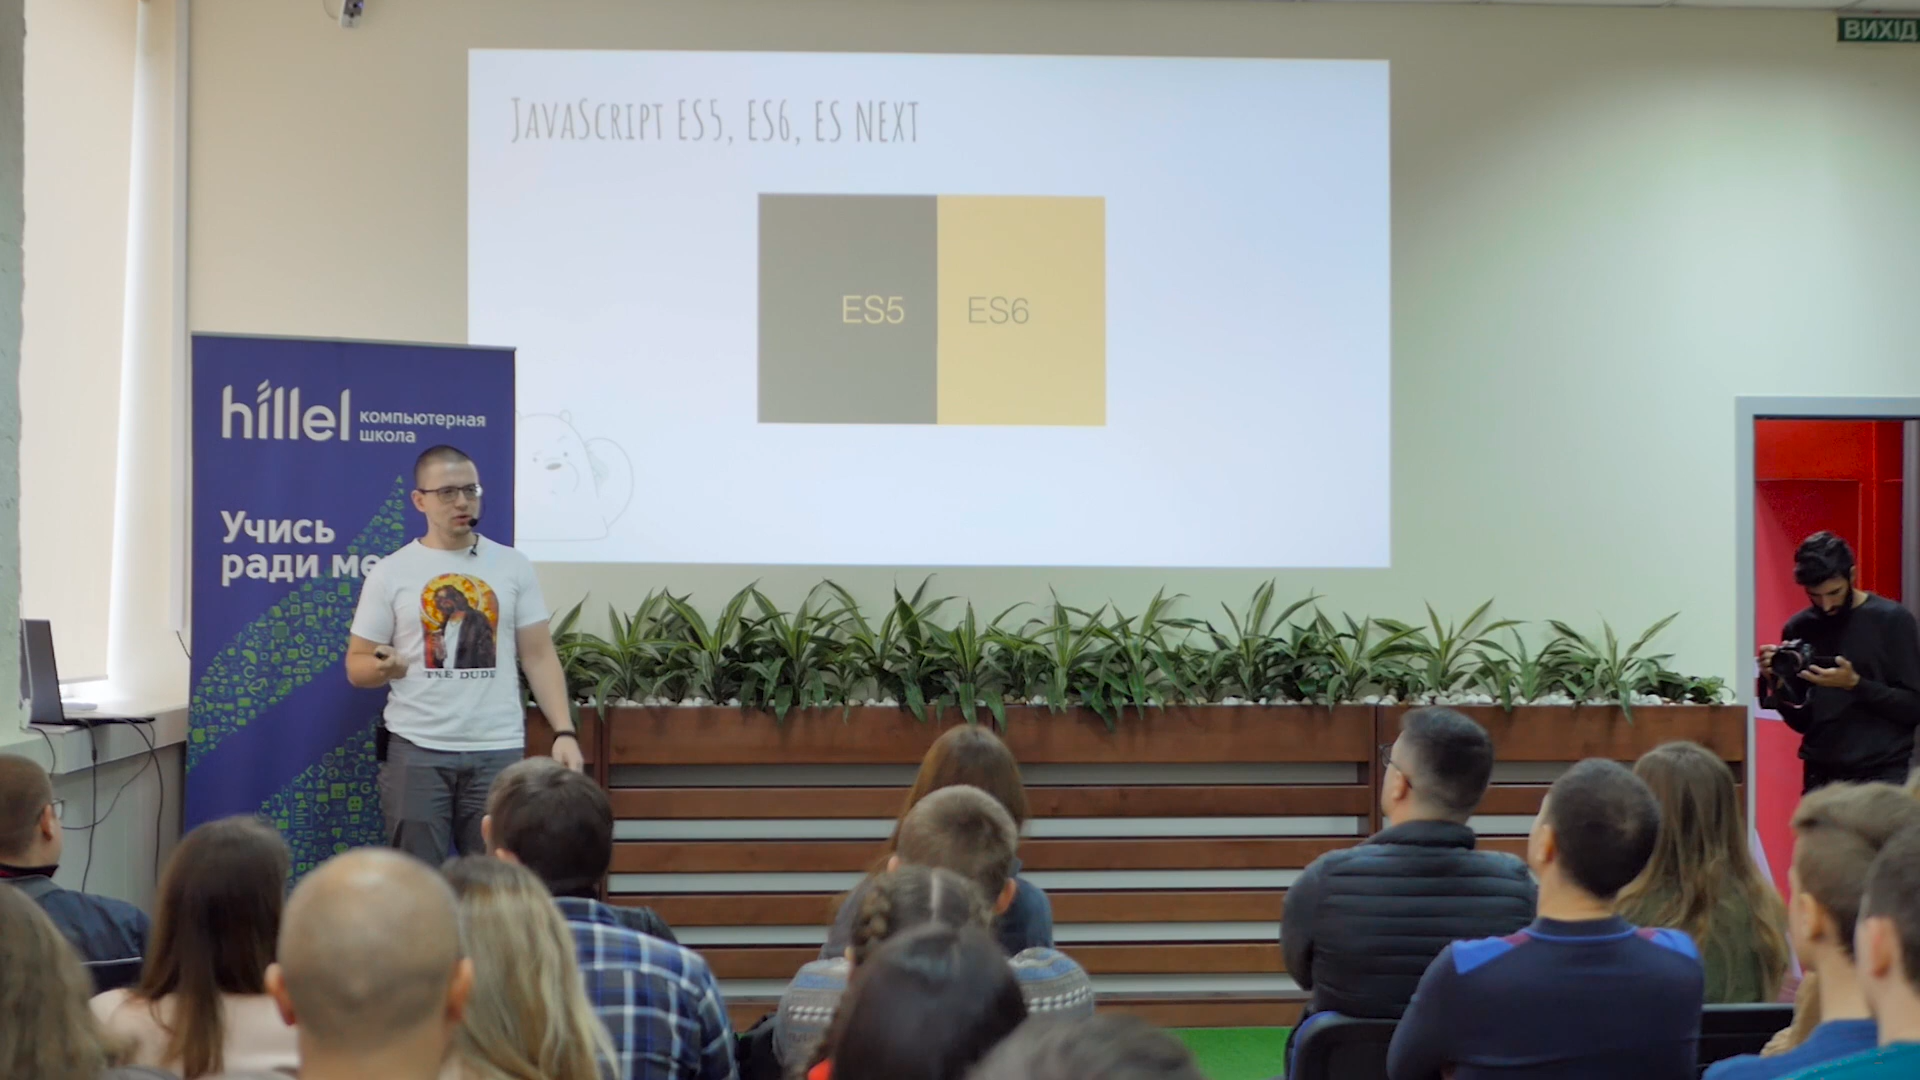 ВИХІД
JavaScript ES5, ES6, ES NEXT
ES5 ES6
hillel компьютерная школа
Учись
ради
THE DUDE